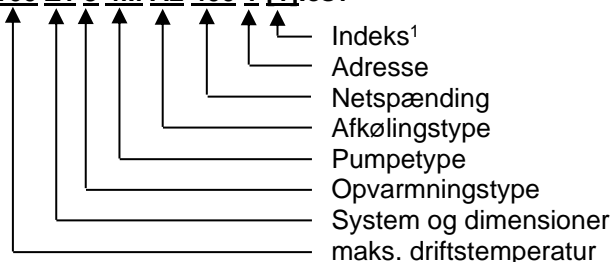 Indeks¹
Adresse
Netspænding
Afkølingstype
Pumpetype
Opvarmningstype
System og dimensioner
maks. driftstemperatur